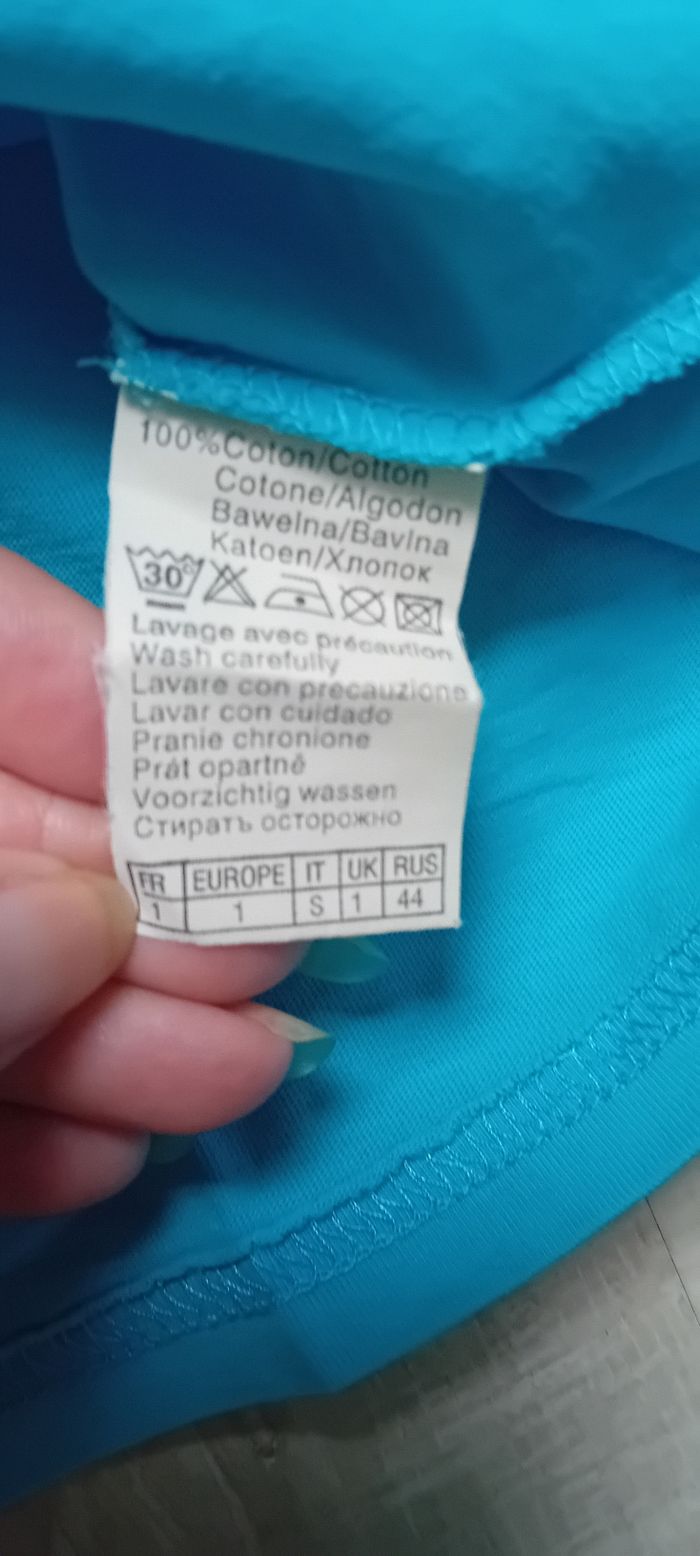 100%Coton/Cotton
Cotone/Algodon
Bawelna/Bavlna
Katoen/Хлопок
30°
Lavage avec précaution
Wash carefully
Lavare con precauzione
Lavar con cuidado
Pranie chronione
Prát opartně
Voorzichtig wassen
Стирать осторожно
FR EUROPE IT UK RUS
1 1 S 1 44